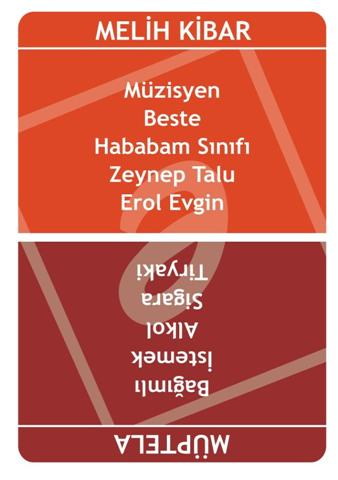 MELİH KİBAR
Müzisyen
Beste
Hababam Sınıfı
Zeynep Talu
Erol Evgin
MÜPTELA
Bağımlı
İstemek
Alkol
Sigara
Tiryaki